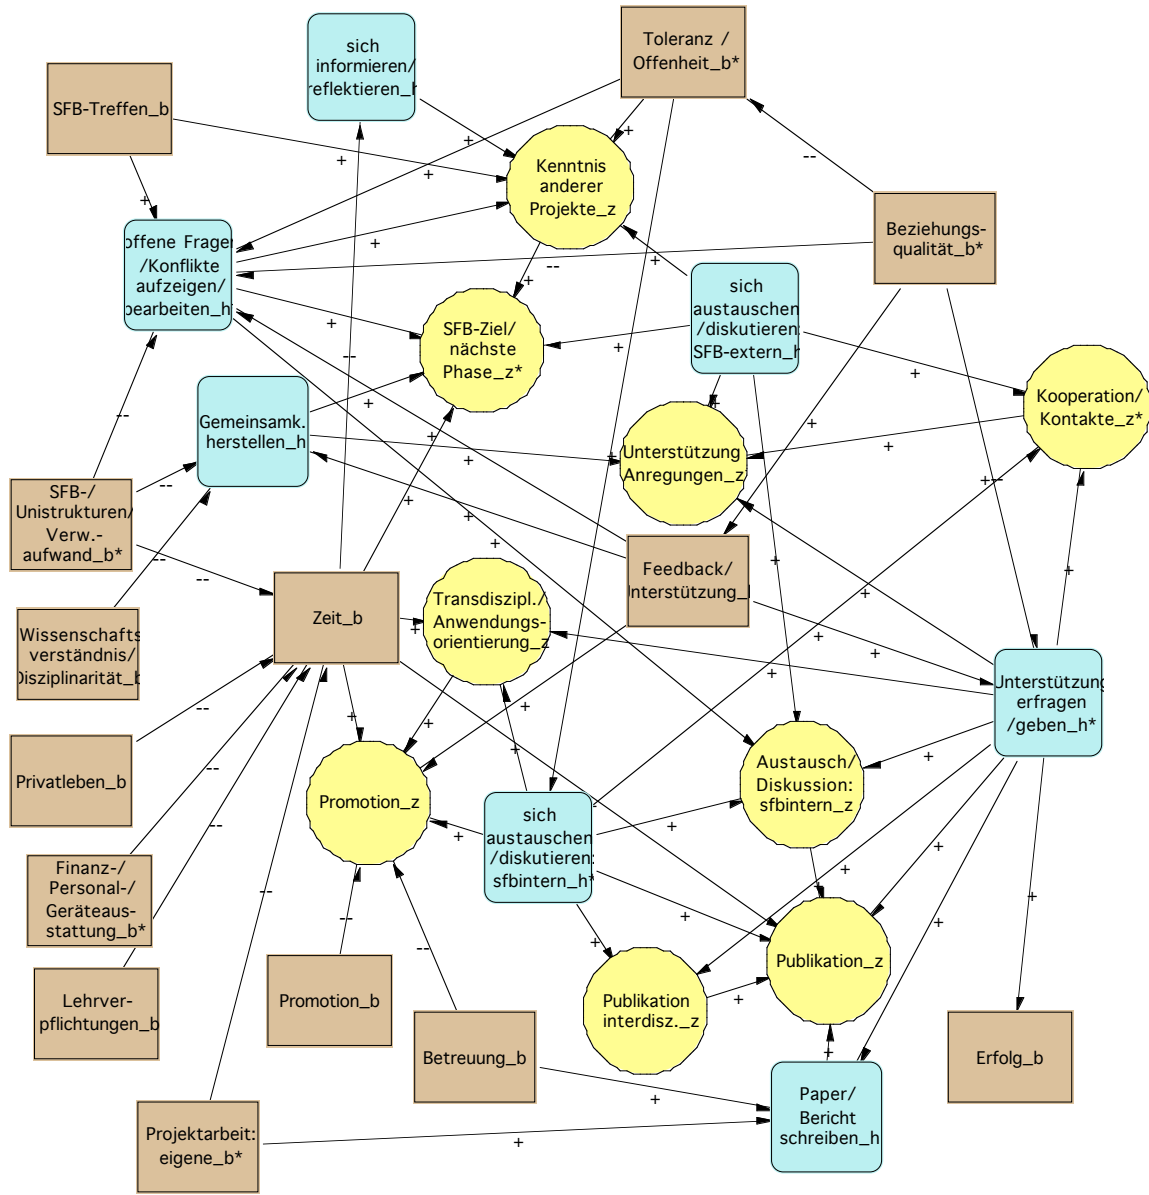 sich
informieren/
reflektieren_h
Toleranz /
Offenheit_b*
SFB-Treffen_b
Kenntnis
anderer
Projekte_z
Beziehungs-
qualität_b*
offene Fragen
/Konflikte
aufzeigen/
bearbeiten_h*
sich
austauschen
/diskutieren:
SFB-extern_h
SFB-Ziel/
nächste
Phase_z*
Kooperation/
Kontakte_z*
Gemeinsamk.
herstellen_h
Unterstützung
Anregungen_z
SFB-/
Unistrukturen/
Verw.-
aufwand_b*
Feedback/
Unterstützung_b
Zeit_b
Transdiszipl./
Anwendungs-
orientierung_z
Wissenschafts
verständnis/
Disziplinarität_b
Unterstützung
erfragen
/geben_h*
Privatleben_b
Promotion_z
Austausch/
Diskussion:
sfbintern_z
sich
austauschen
/diskutieren:
sfbintern_h*
Finanz-/
Personal-/
Geräteaus-
stattung_b*
Publikation_z
Lehrver-
pflichtungen_b
Promotion_b
Publikation
interdisz._z
Betreuung_b
Erfolg_b
Paper/
Bericht
schreiben_h
Projektarbeit:
eigene_b*